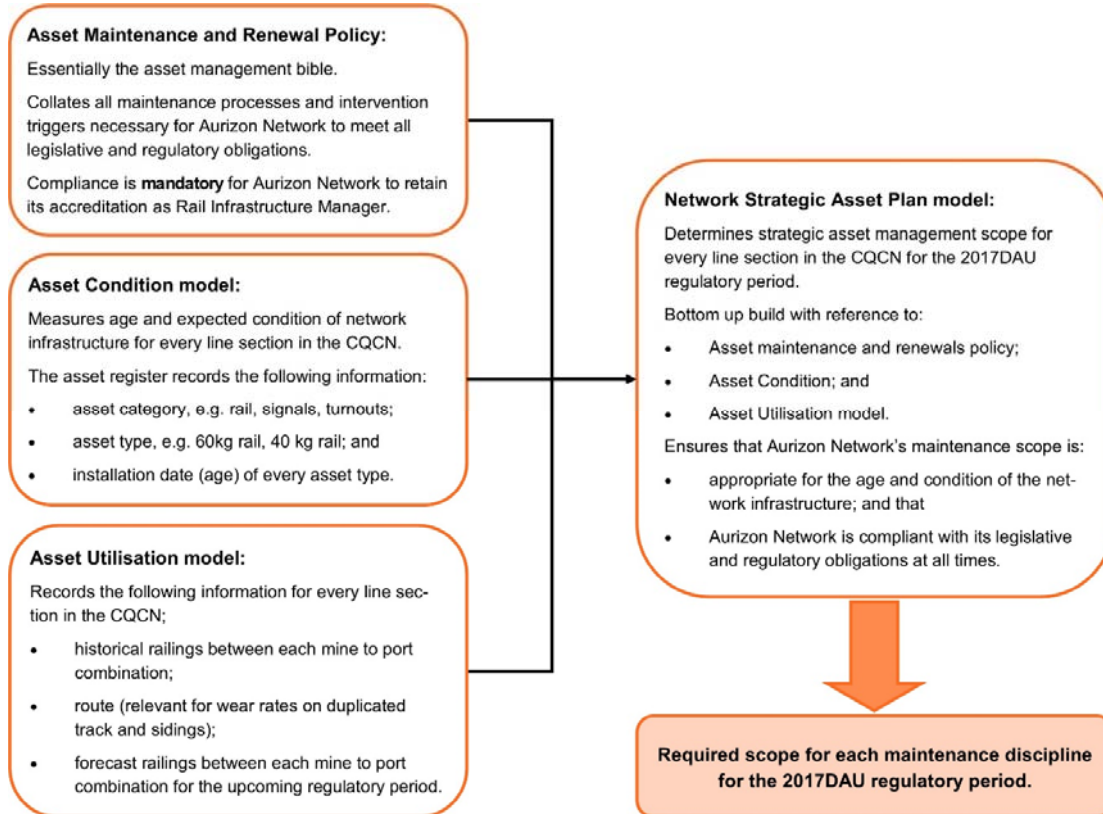 Asset Maintenance and Renewal Policy:
Essentially the asset management bible.
Collates all maintenance processes and intervention
triggers necessary for Aurizon Network to meet all
legislative and regulatory obligations.
Compliance is mandatory for Aurizon Network to retain
its accreditation as Rail Infrastructure Manager.
Asset Condition model:
Measures age and expected condition of network
infrastructure for every line section in the CQCN.
The asset register records the following information:
• asset category, e.g. rail, signals, turnouts;
• asset type, e.g. 60kg rail, 40 kg rail; and
• installation date (age) of every asset type.
Asset Utilisation model:
Records the following information for every line sec-
tion in the CQCN;
• historical railings between each mine to port
combination;
• route (relevant for wear rates on duplicated
track and sidings);
• forecast railings between each mine to port
combination for the upcoming regulatory period.
Network Strategic Asset Plan model:
Determines strategic asset management scope for
every line section in the CQCN for the 2017DAU
regulatory period.
Bottom up build with reference to:
• Asset maintenance and renewals policy;
• Asset Condition; and
• Asset Utilisation model.
Ensures that Aurizon Network's maintenance scope is:
• appropriate for the age and condition of the net-
work infrastructure; and that
• Aurizon Network is compliant with its legislative
and regulatory obligations at all times.
Required scope for each maintenance discipline
for the 2017DAU regulatory period.